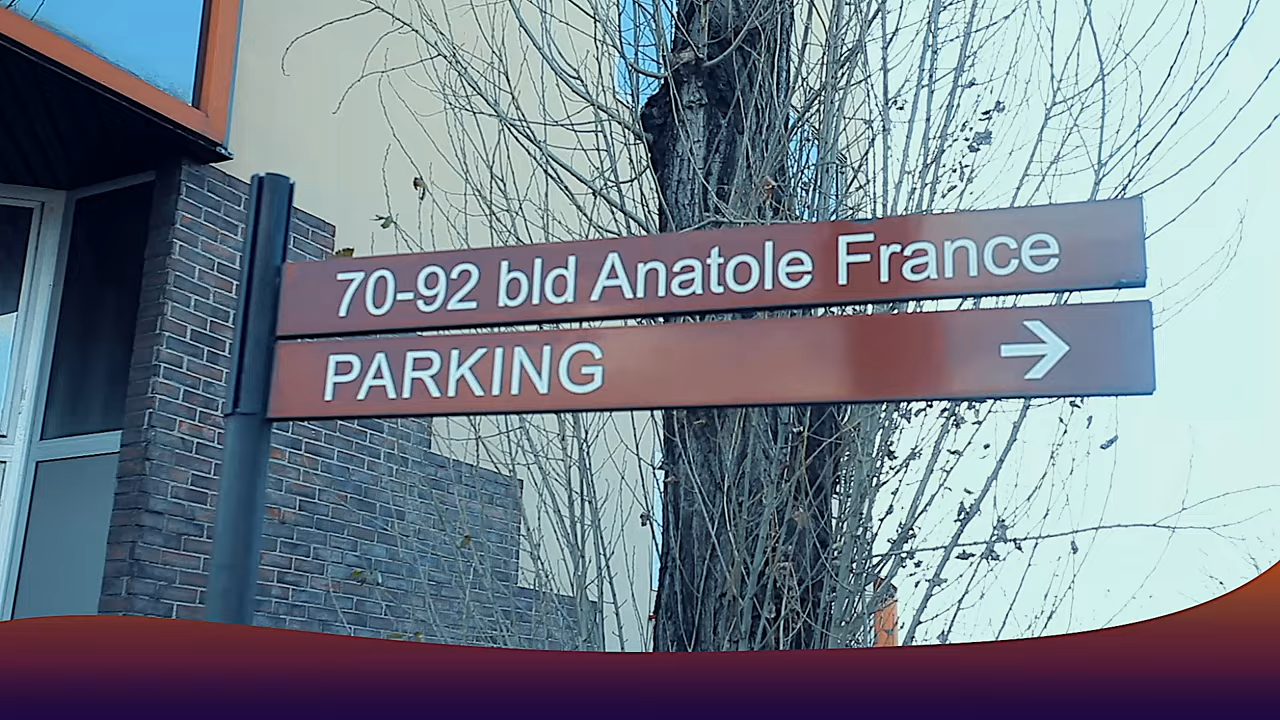 70-92 bld Anatole France
PARKING →